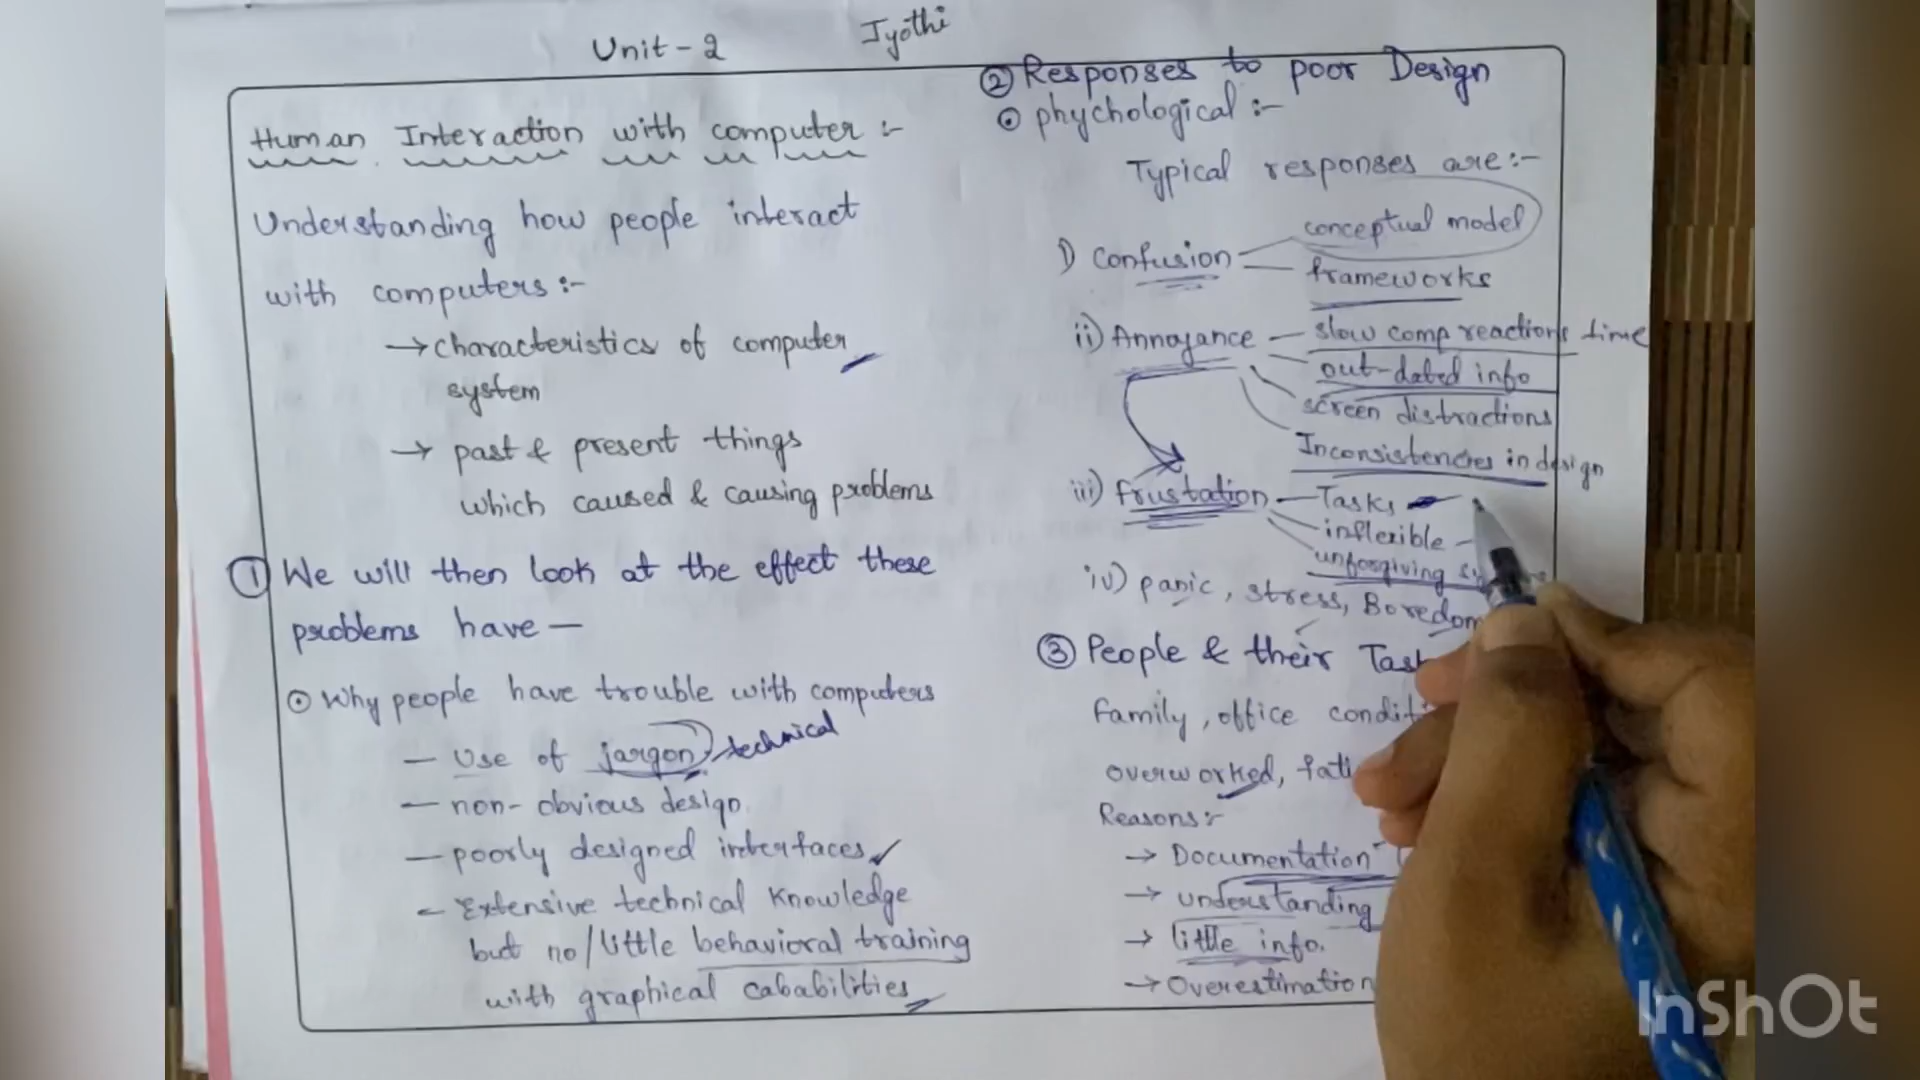 Unit - 2
Jyothi
Human Interaction with computer :-
Understanding how people interact
with computers :-
→ characteristics of computer
system
→ past & present things
which caused & causing problems
① We will then look at the effect these
problems have —
⊙ Why people have trouble with computers
— Use of jargon technical
— non-obvious design
— poorly designed interfaces ✓
— Extensive technical knowledge
but no/little behavioral training
with graphical cababilities
② Responses to poor Design
⊙ phychological :-
Typical responses are :-
i) Confusion — conceptual model
— frameworks
ii) Annoyance — slow comp reactions time
out-dated info
screen distractions
Inconsistencies in design
iii) frustation — Tasks
inflexible —
unforgiving
iv) panic, stress, Boredom
③ People & their
Family, office
overworked,
Reasons :-
→ Documentation
→ understanding
→ little info.
→ Overestimation
InShOt